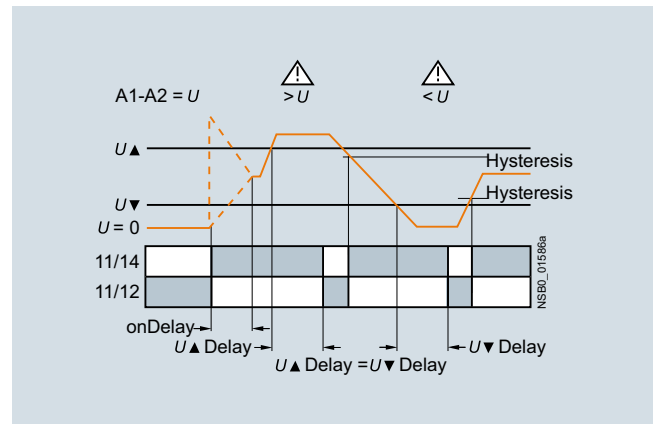 A1-A2 = U
>U
<U
U▲
Hysteresis
Hysteresis
U▼
U = 0
11/14
11/12
NSB0_01586a
onDelay
U▲Delay
U▲Delay =U▼Delay
U▼Delay